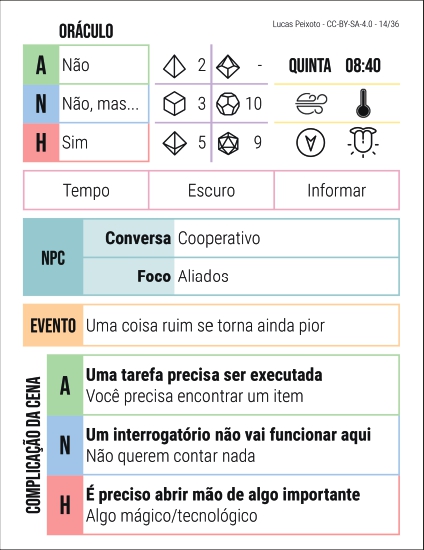 Lucas Peixoto - CC-BY-SA-4.0 - 14/36
ORÁCULO
A Não
N Não, mas...
H Sim
2 -
3 10
5 9
QUINTA 08:40
Tempo Escuro Informar
NPC
Conversa Cooperativo
Foco Aliados
EVENTO Uma coisa ruim se torna ainda pior
COMPLICAÇÃO DA CENA
A
Uma tarefa precisa ser executada
Você precisa encontrar um item
N
Um interrogatório não vai funcionar aqui
Não querem contar nada
H
É preciso abrir mão de algo importante
Algo mágico/tecnológico